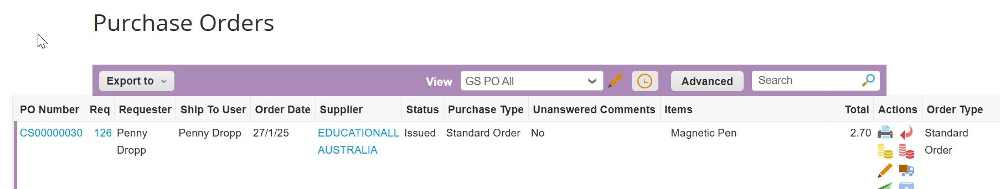 Purchase Orders
Export to View GS PO All Advanced Search
PO Number Req Requester Ship To User Order Date Supplier Status Purchase Type Unanswered Comments Items Total Actions Order Type
CS00000030 126 Penny Penny Dropp 27/1/25 EDUCATIONALL Issued Standard Order No Magnetic Pen 2.70 Standard
Dropp AUSTRALIA Order